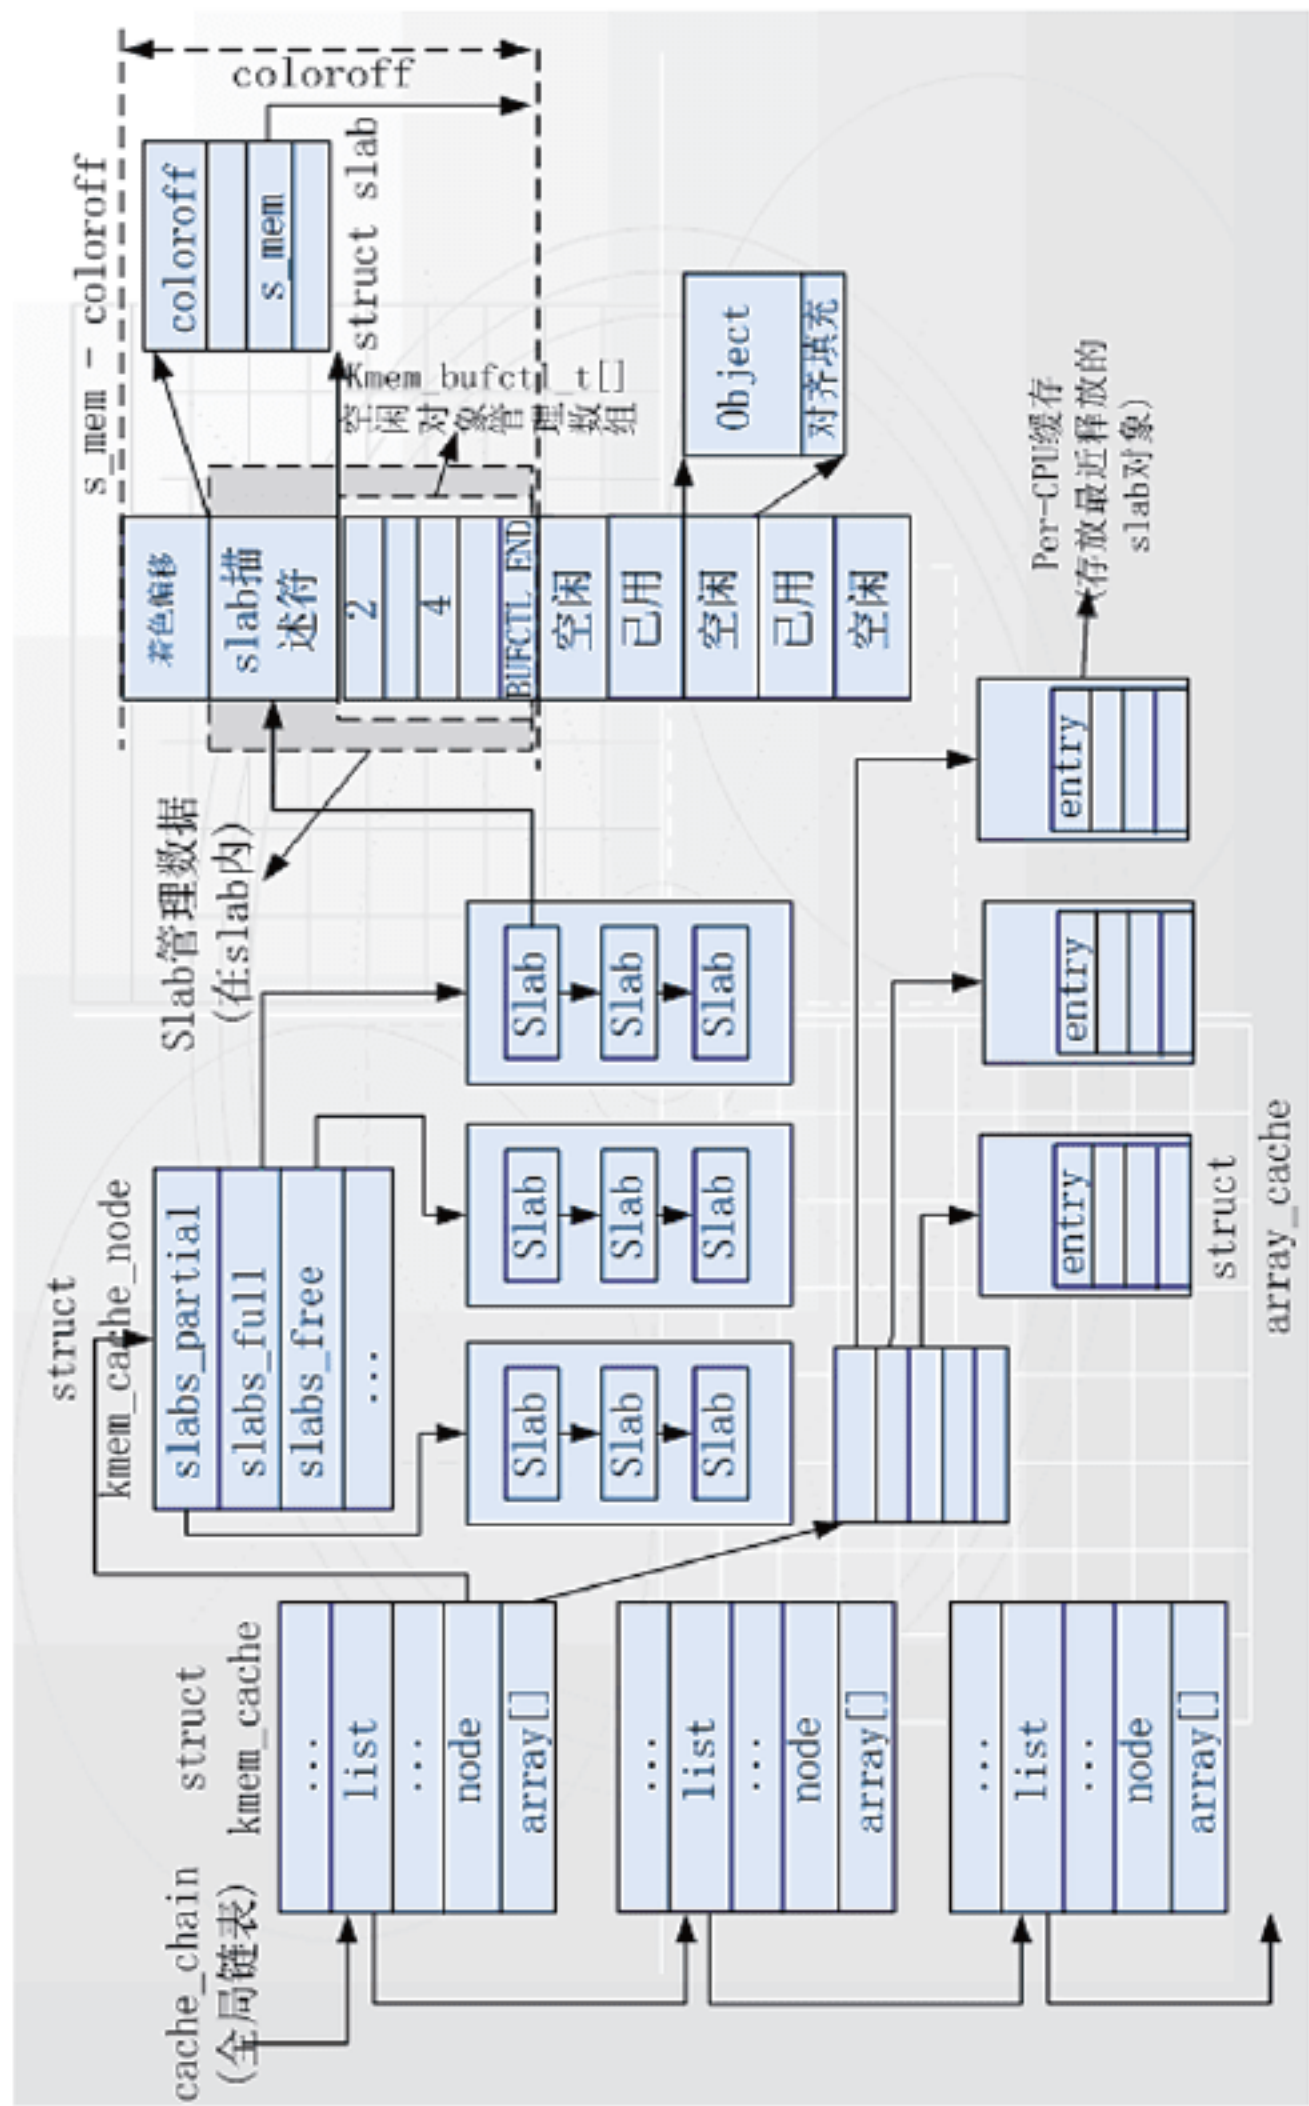 cache_chain
(全局链表)
struct
kmem_cache
...
list
...
node
array[]
...
list
...
node
array[]
...
list
...
node
array[]
struct
kmem_cache_node
slabs_partial
slabs_full
slabs_free
...
Slab
Slab
Slab
Slab
Slab
Slab
Slab
Slab
Slab
entry
entry
entry
struct
array_cache
Per-CPU缓存
(存放最近释放的
slab对象)
Slab管理数据
(在slab内)
着色偏移
slab描
述符
2
4
BUFCTL_END
空闲
已用
空闲
已用
空闲
Kmem_bufctl_t[]
空闲对象管理数组
Object
对齐填充
s_mem - coloroff
coloroff
s_mem
struct slab
coloroff